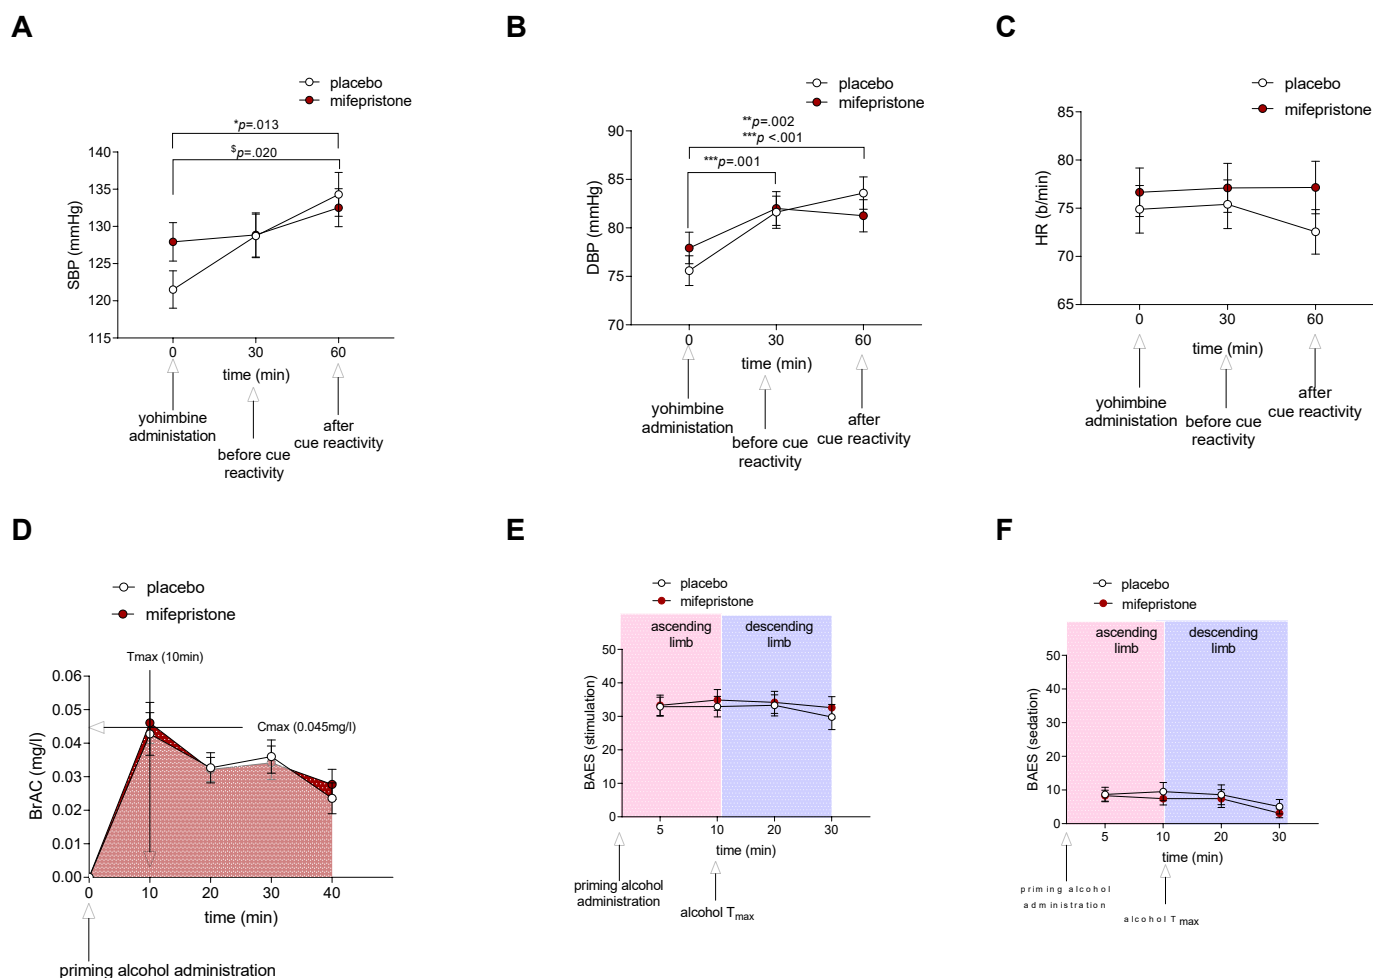 A
placebo
mifepristone
*p=.013
$p=.020
140
135
130
125
120
115
SBP (mmHg)
0
30
60
time (min)
yohimbine
administation
before cue
reactivity
after
cue reactivity
B
placebo
mifepristone
**p=.002
***p <.001
***p=.001
90
85
80
75
70
DBP (mmHg)
0
30
60
time (min)
yohimbine
administation
before cue
reactivity
after
cue reactivity
C
placebo
mifepristone
85
80
75
70
65
HR (b/min)
0
30
60
time (min)
yohimbine
administation
before cue
reactivity
after
cue reactivity
D
placebo
mifepristone
Tmax (10min)
Cmax (0.045mg/l)
0.06
0.05
0.04
0.03
0.02
0.01
0.00
BrAC (mg/l)
0
10
20
30
40
time (min)
priming alcohol administration
E
placebo
mifepristone
ascending
limb
descending
limb
50
40
30
20
10
0
BAES (stimulation)
5
10
20
30
time (min)
priming alcohol
administration
alcohol Tmax
F
placebo
mifepristone
ascending
limb
descending
limb
50
40
30
20
10
0
BAES (sedation)
5
10
20
30
time (min)
priming alcohol
administration
alcohol Tmax